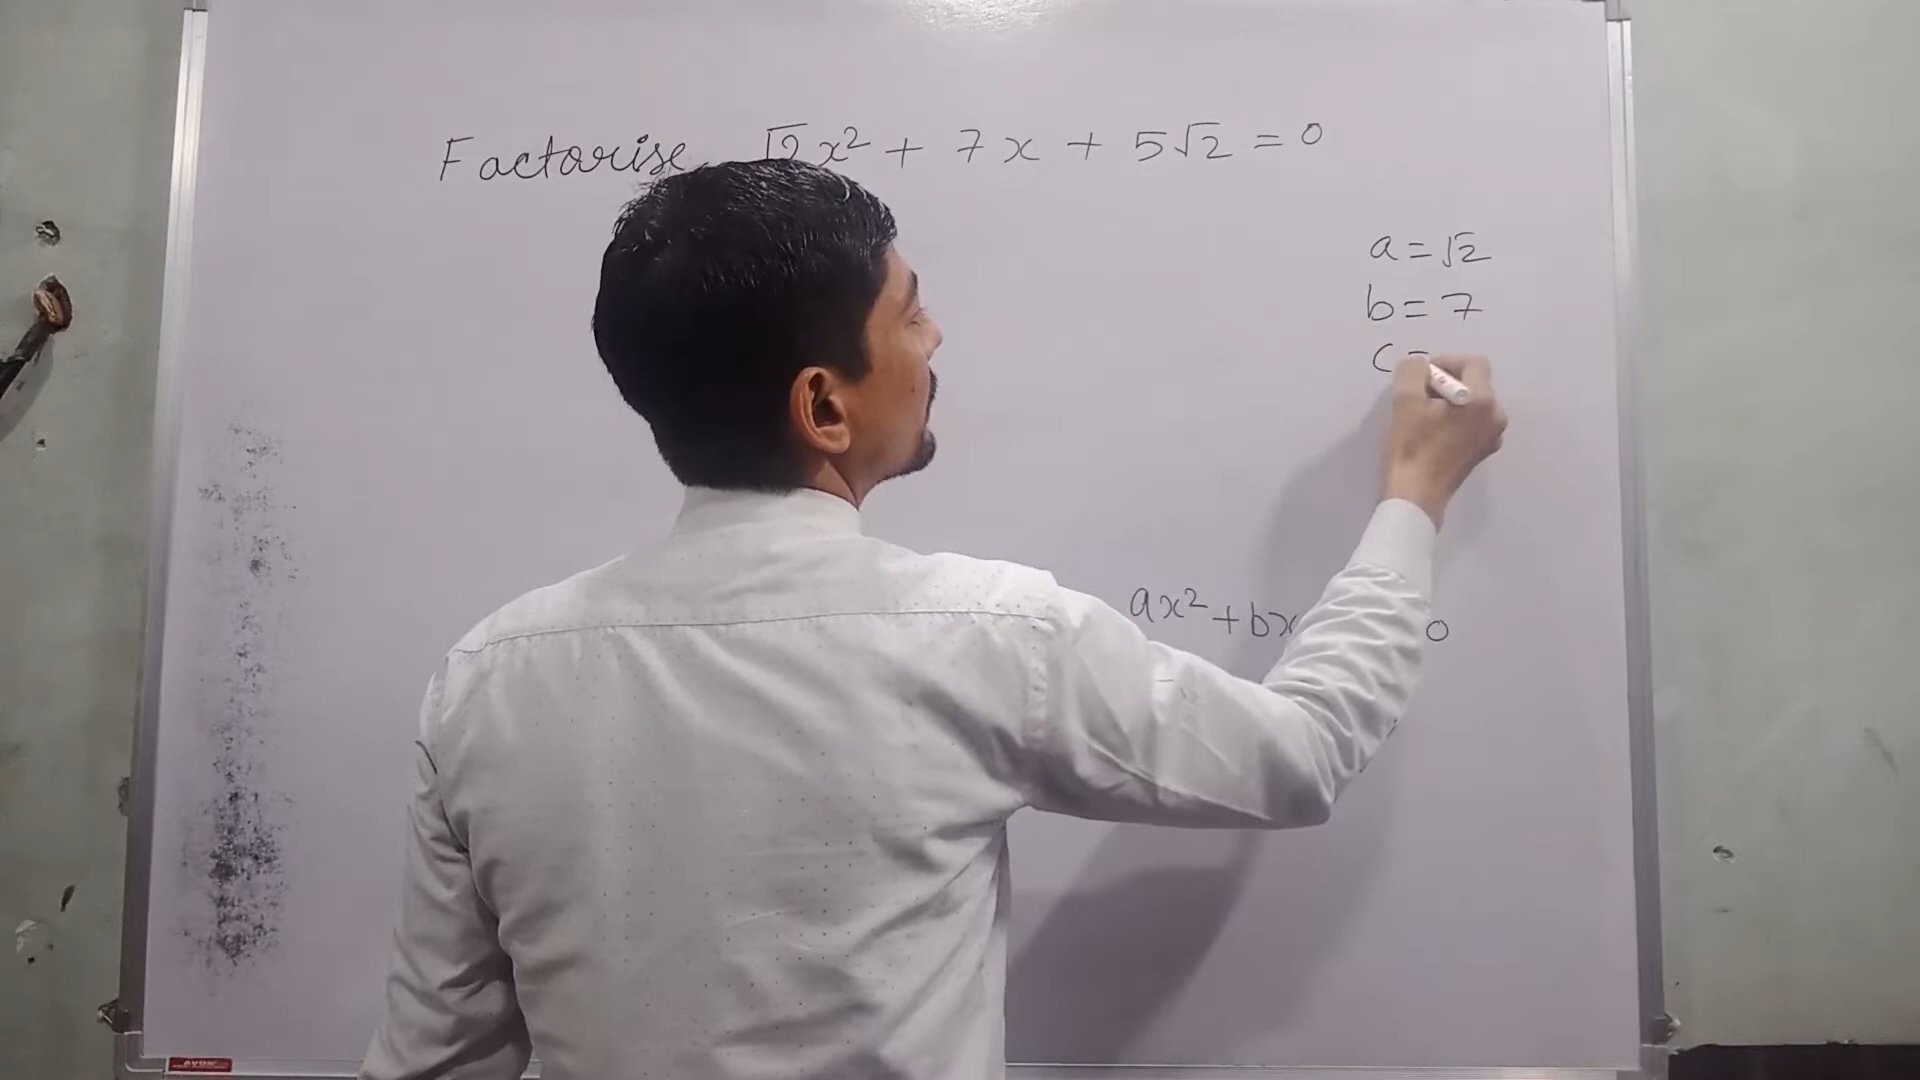 Factorise √2x² + 7x + 5√2 = 0
a = √2
b = 7
c =
ax² + bx 0